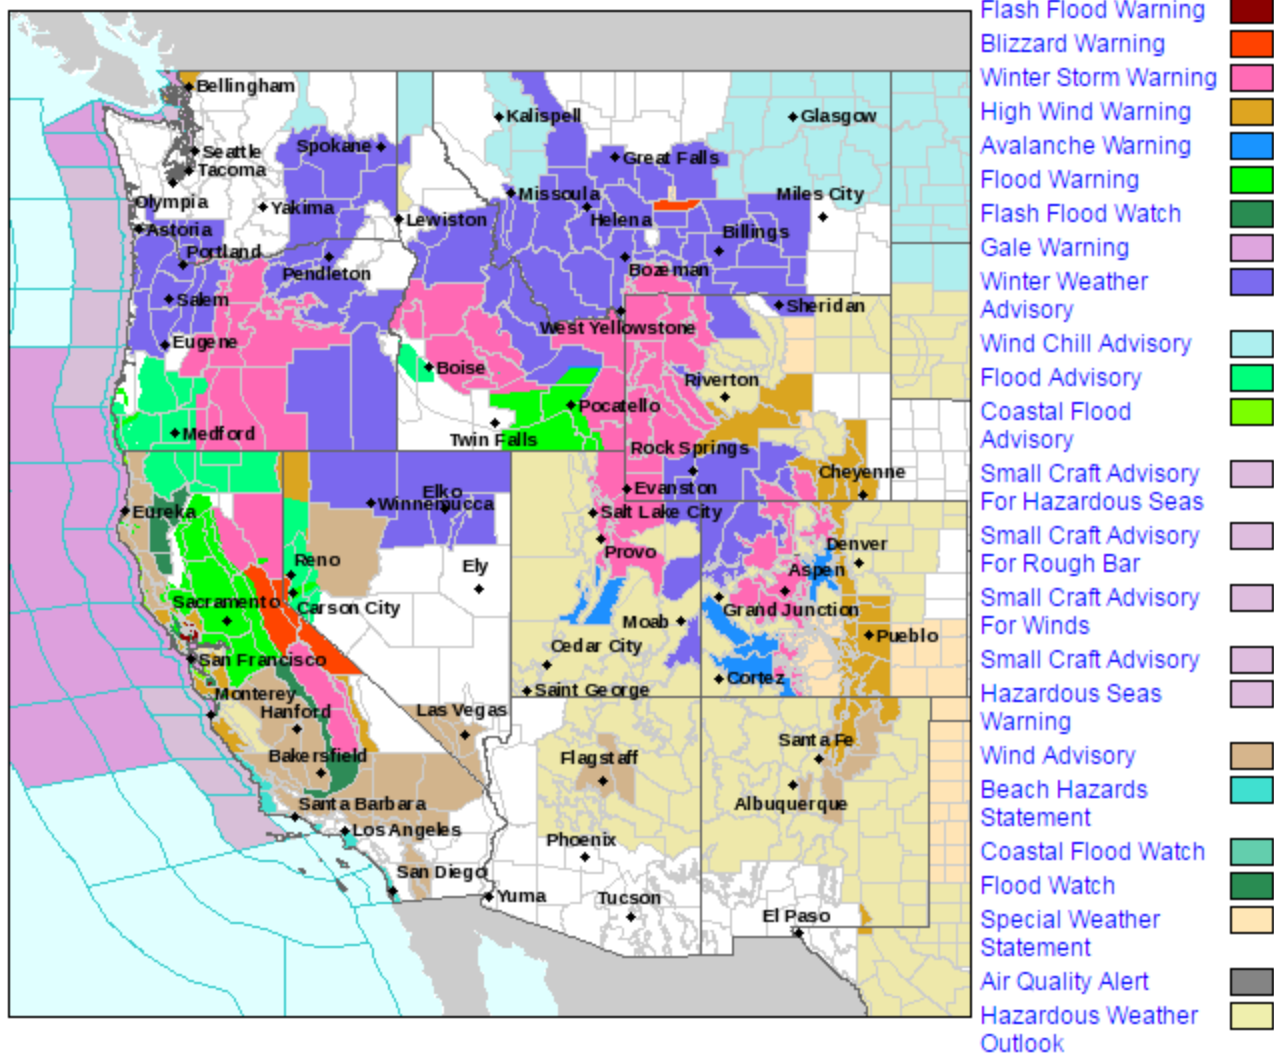 Bellingham
Kalispell
Glasgow
Seattle
Spokane
Great Falls
Tacoma
Missoula
Miles City
Olympia
Yakima
Lewiston
Helena
Astoria
Billings
Portland
Pendleton
Bozeman
Salem
Sheridan
West Yellowstone
Eugene
Boise
Riverton
Pocatello
Medford
Twin Falls
Rock Springs
Cheyenne
Elko
Evanston
Winnemucca
Eureka
Salt Lake City
Denver
Provo
Reno
Ely
Aspen
Sacramento
Carson City
Grand Junction
Moab
Pueblo
Cedar City
San Francisco
Cortez
Monterey
Saint George
Hanford
Las Vegas
Santa Fe
Bakersfield
Flagstaff
Santa Barbara
Albuquerque
Los Angeles
Phoenix
San Diego
Yuma
Tucson
El Paso
Flash Flood Warning
Blizzard Warning
Winter Storm Warning
High Wind Warning
Avalanche Warning
Flood Warning
Flash Flood Watch
Gale Warning
Winter Weather
Advisory
Wind Chill Advisory
Flood Advisory
Coastal Flood
Advisory
Small Craft Advisory
For Hazardous Seas
Small Craft Advisory
For Rough Bar
Small Craft Advisory
For Winds
Small Craft Advisory
Hazardous Seas
Warning
Wind Advisory
Beach Hazards
Statement
Coastal Flood Watch
Flood Watch
Special Weather
Statement
Air Quality Alert
Hazardous Weather
Outlook